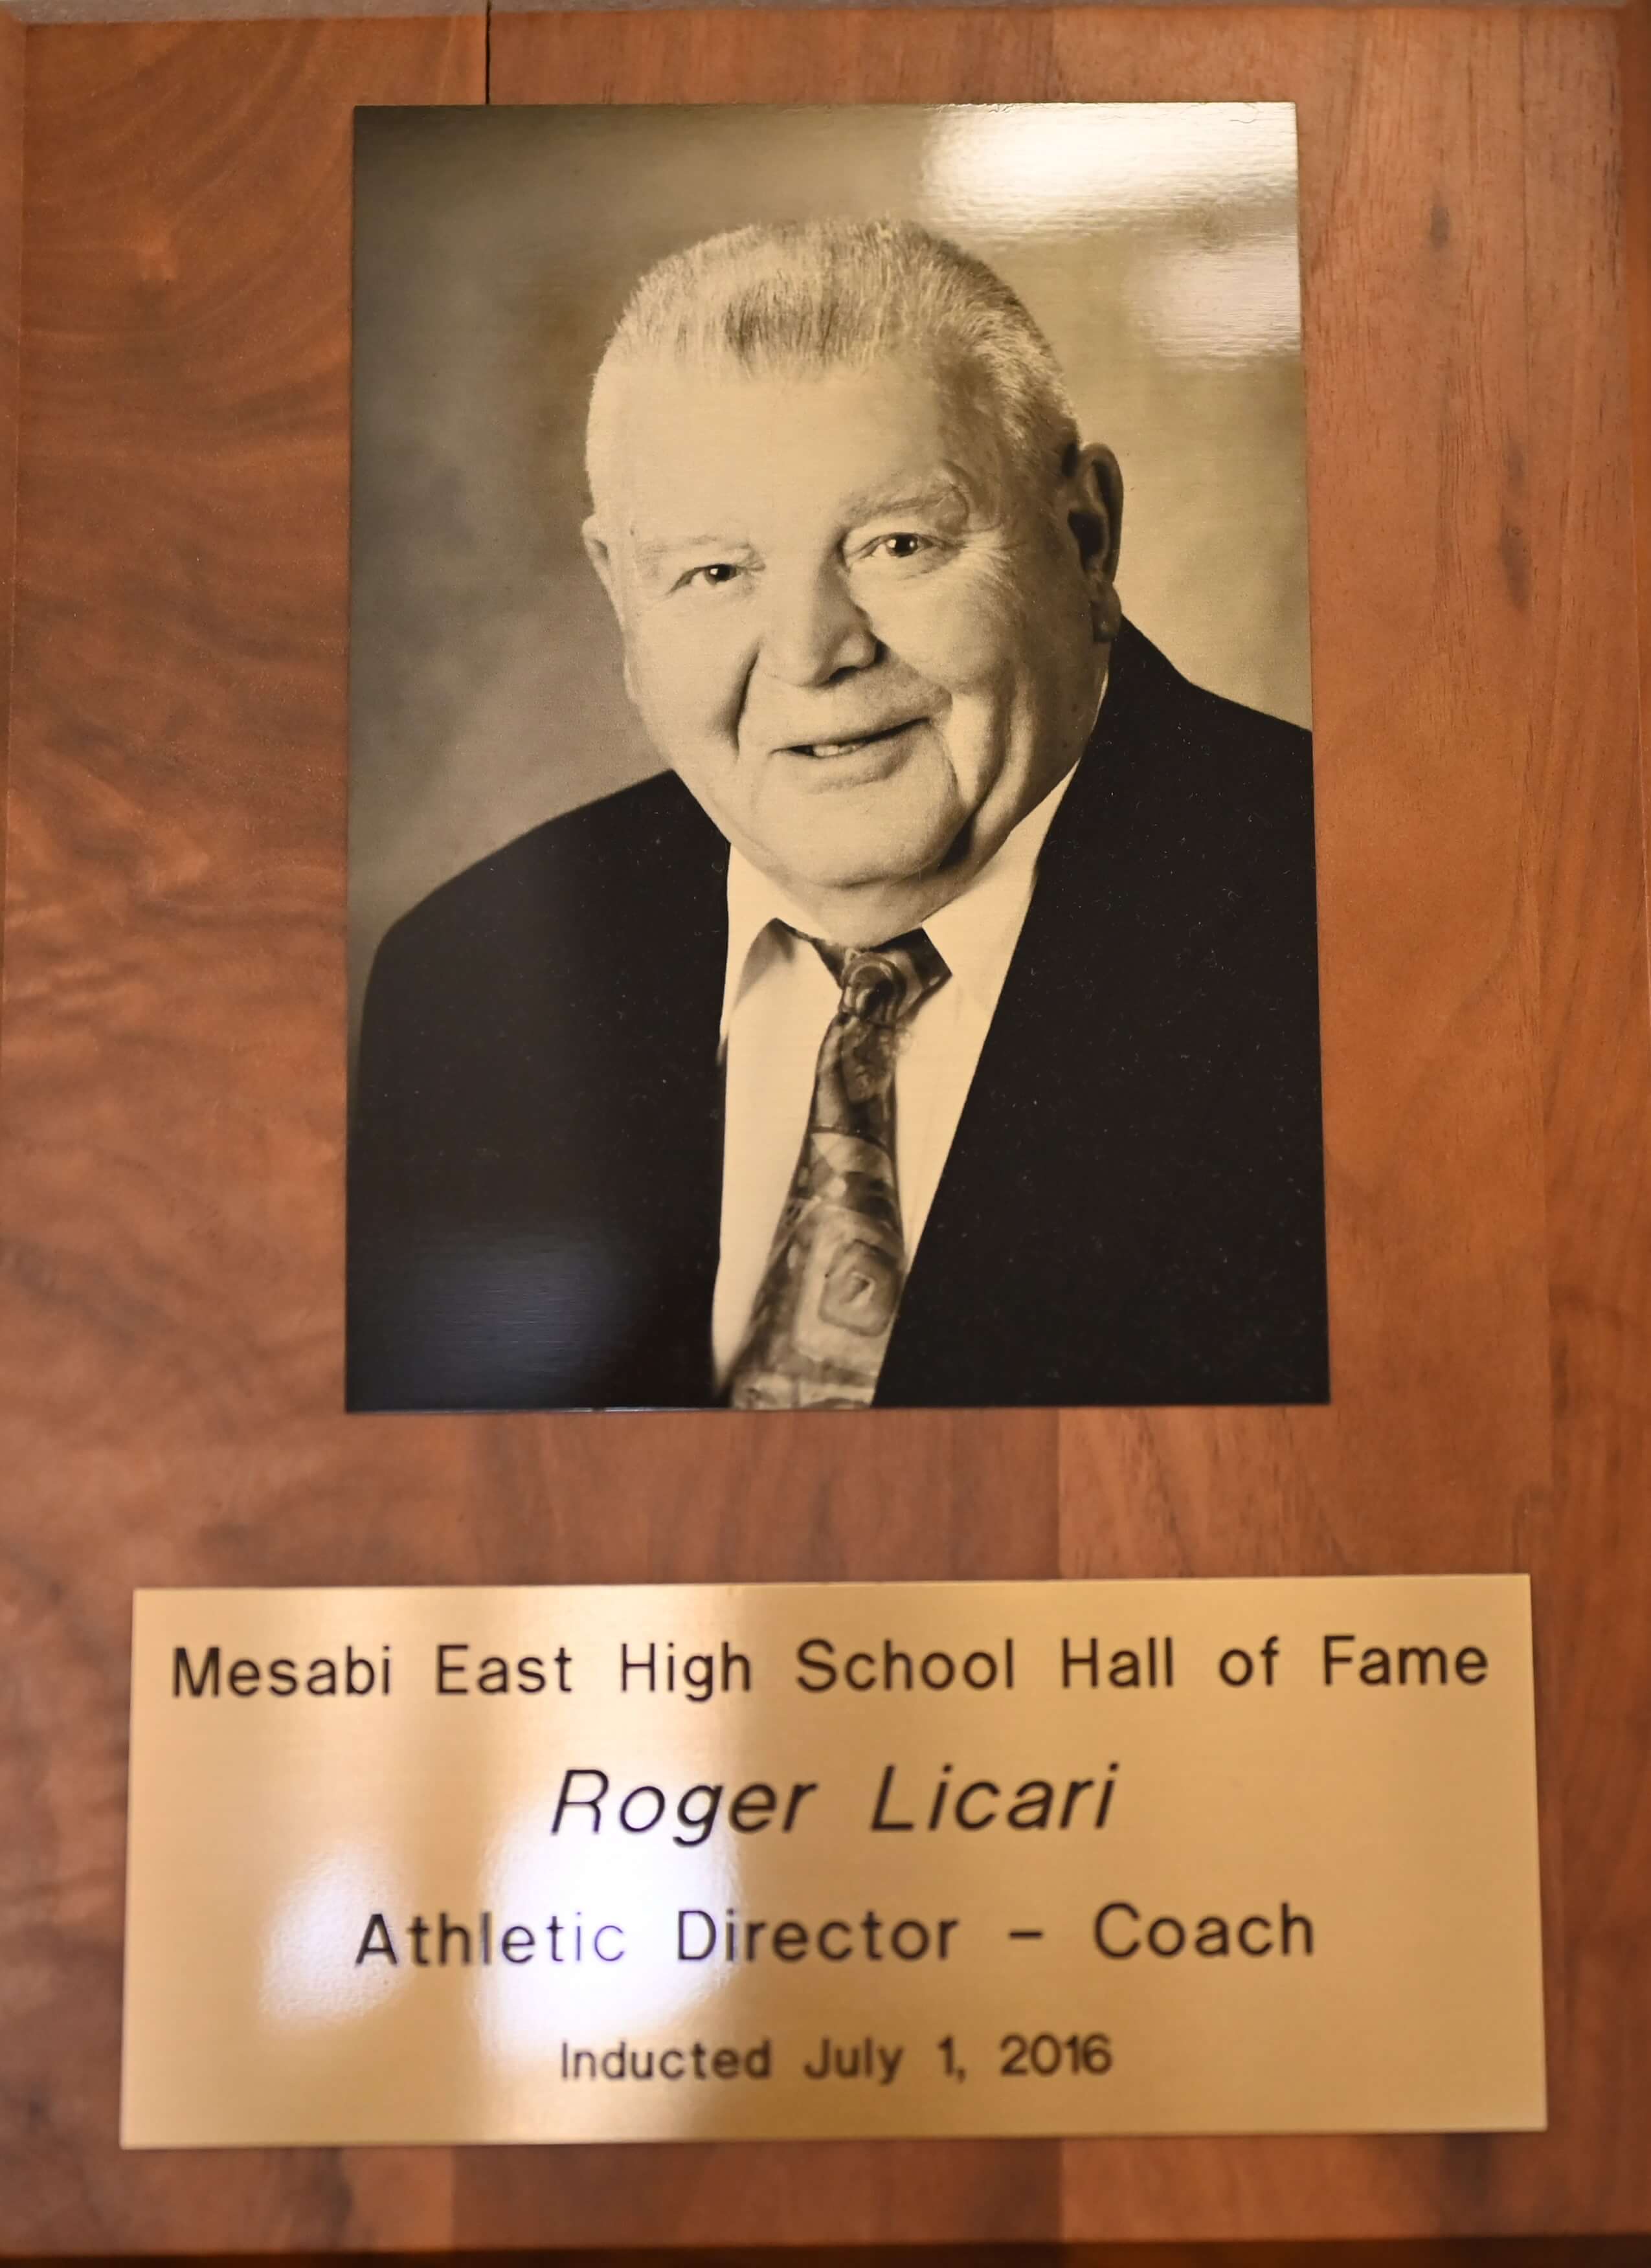 Mesabi East High School Hall of Fame
Roger Licari
Athletic Director - Coach
Inducted July 1, 2016